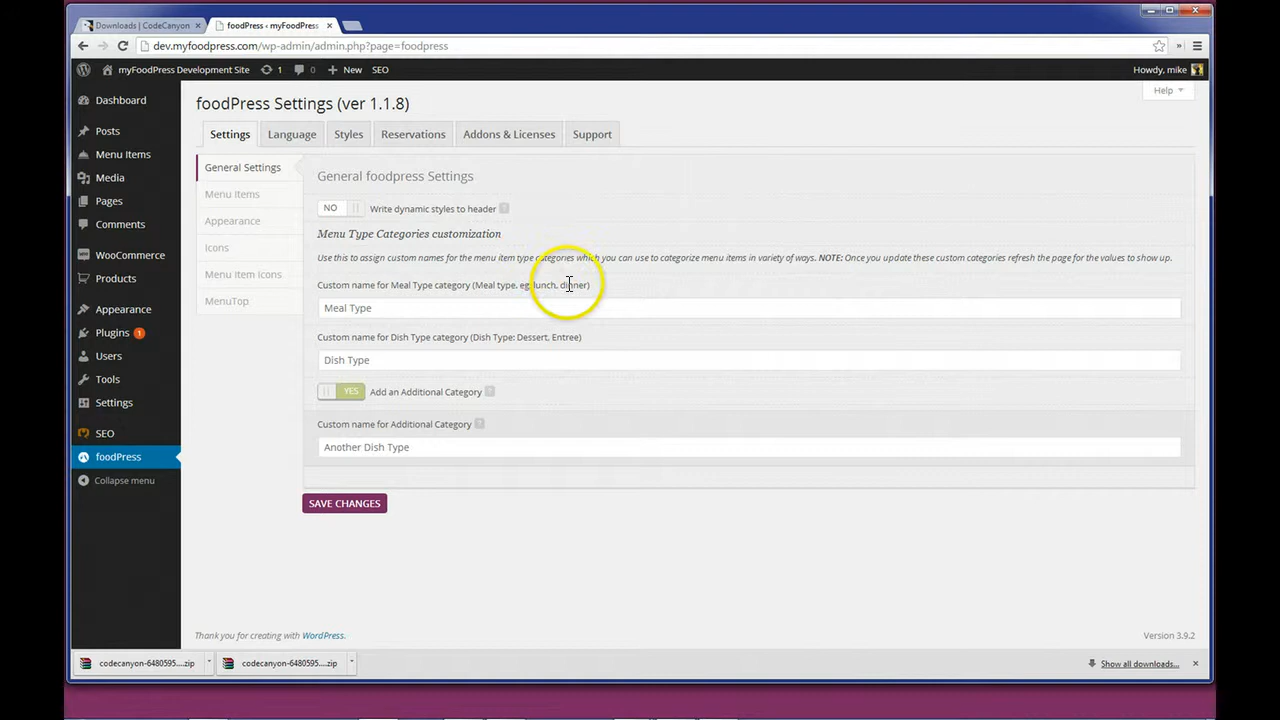 Downloads | CodeCanyon
foodPress ‹ myFoodPress
dev.myfoodpress.com/wp-admin/admin.php?page=foodpress
myFoodPress Development Site 1 0 New SEO Howdy, mike
Help
foodPress Settings (ver 1.1.8)
Settings Language Styles Reservations Addons & Licenses Support
Dashboard
Posts
Menu Items
Media
Pages
Comments
WooCommerce
Products
Appearance
Plugins 1
Users
Tools
Settings
SEO
foodPress
Collapse menu
General Settings
Menu Items
Appearance
Icons
Menu Item Icons
MenuTop
General foodpress Settings
NO Write dynamic styles to header ?
Menu Type Categories customization
Use this to assign custom names for the menu item type categories which you can use to categorize menu items in variety of ways. NOTE: Once you update these custom categories refresh the page for the values to show up.
Custom name for Meal Type category (Meal type, eg. lunch, dinner)
Meal Type
Custom name for Dish Type category (Dish Type: Dessert, Entree)
Dish Type
YES Add an Additional Category ?
Custom name for Additional Category ?
Another Dish Type
SAVE CHANGES
Thank you for creating with WordPress. Version 3.9.2
codecanyon-6480595....zip codecanyon-6480595....zip Show all downloads...